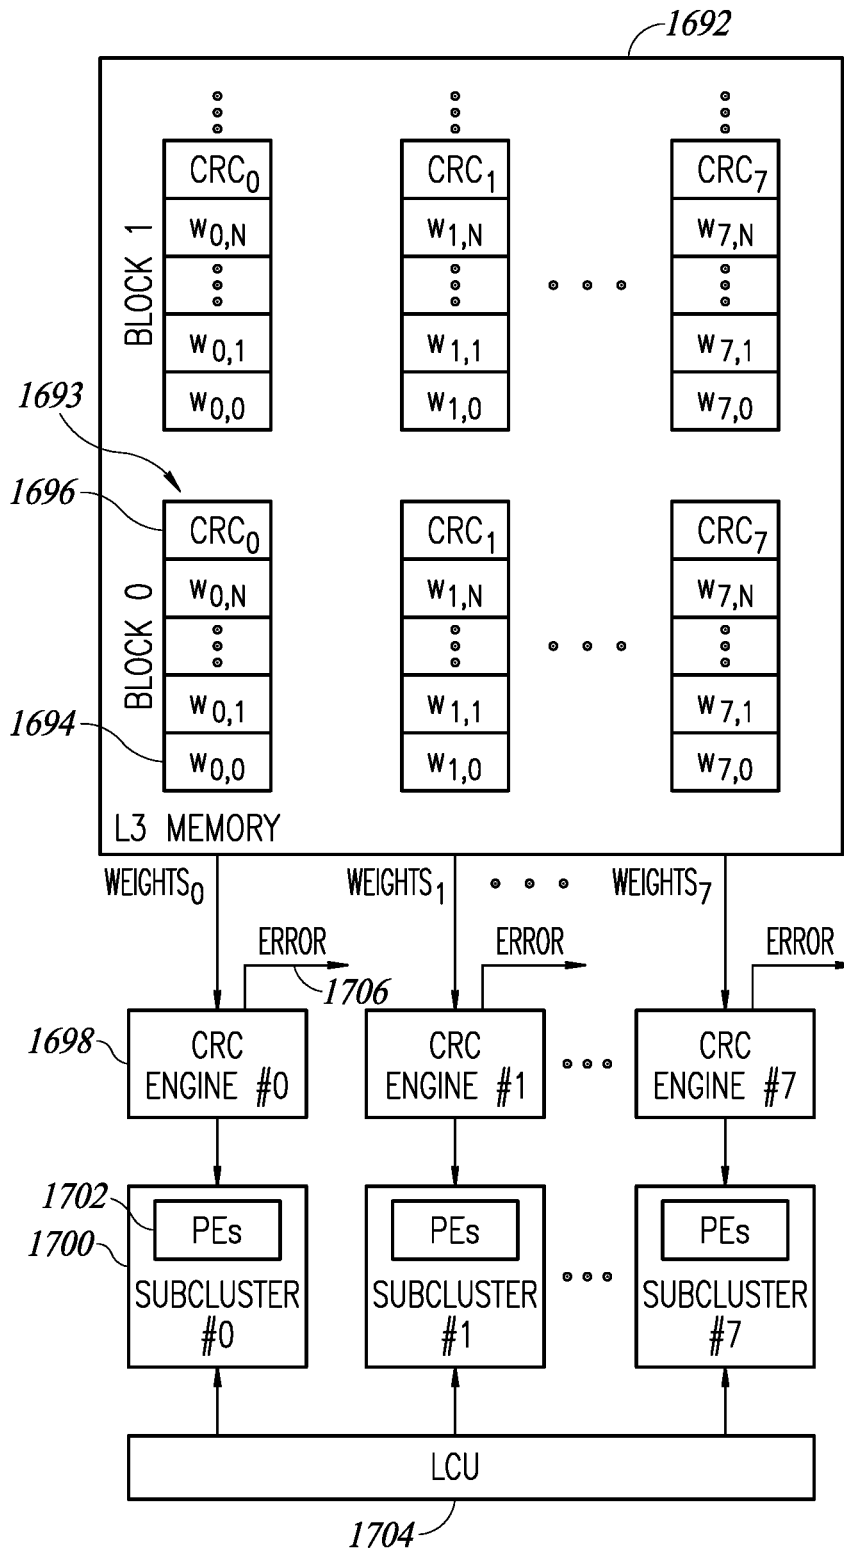 1692
CRC0 CRC1 CRC7
W0,N W1,N W7,N
BLOCK 1
W0,1 W1,1 W7,1
W0,0 W1,0 W7,0
1693
1696
CRC0 CRC1 CRC7
W0,N W1,N W7,N
BLOCK 0
W0,1 W1,1 W7,1
1694
W0,0 W1,0 W7,0
L3 MEMORY
WEIGHTS0 WEIGHTS1 WEIGHTS7
ERROR ERROR ERROR
1706
1698
CRC ENGINE #0
CRC ENGINE #1
CRC ENGINE #7
1702
PEs PEs PEs
1700
SUBCLUSTER #0
SUBCLUSTER #1
SUBCLUSTER #7
LCU
1704